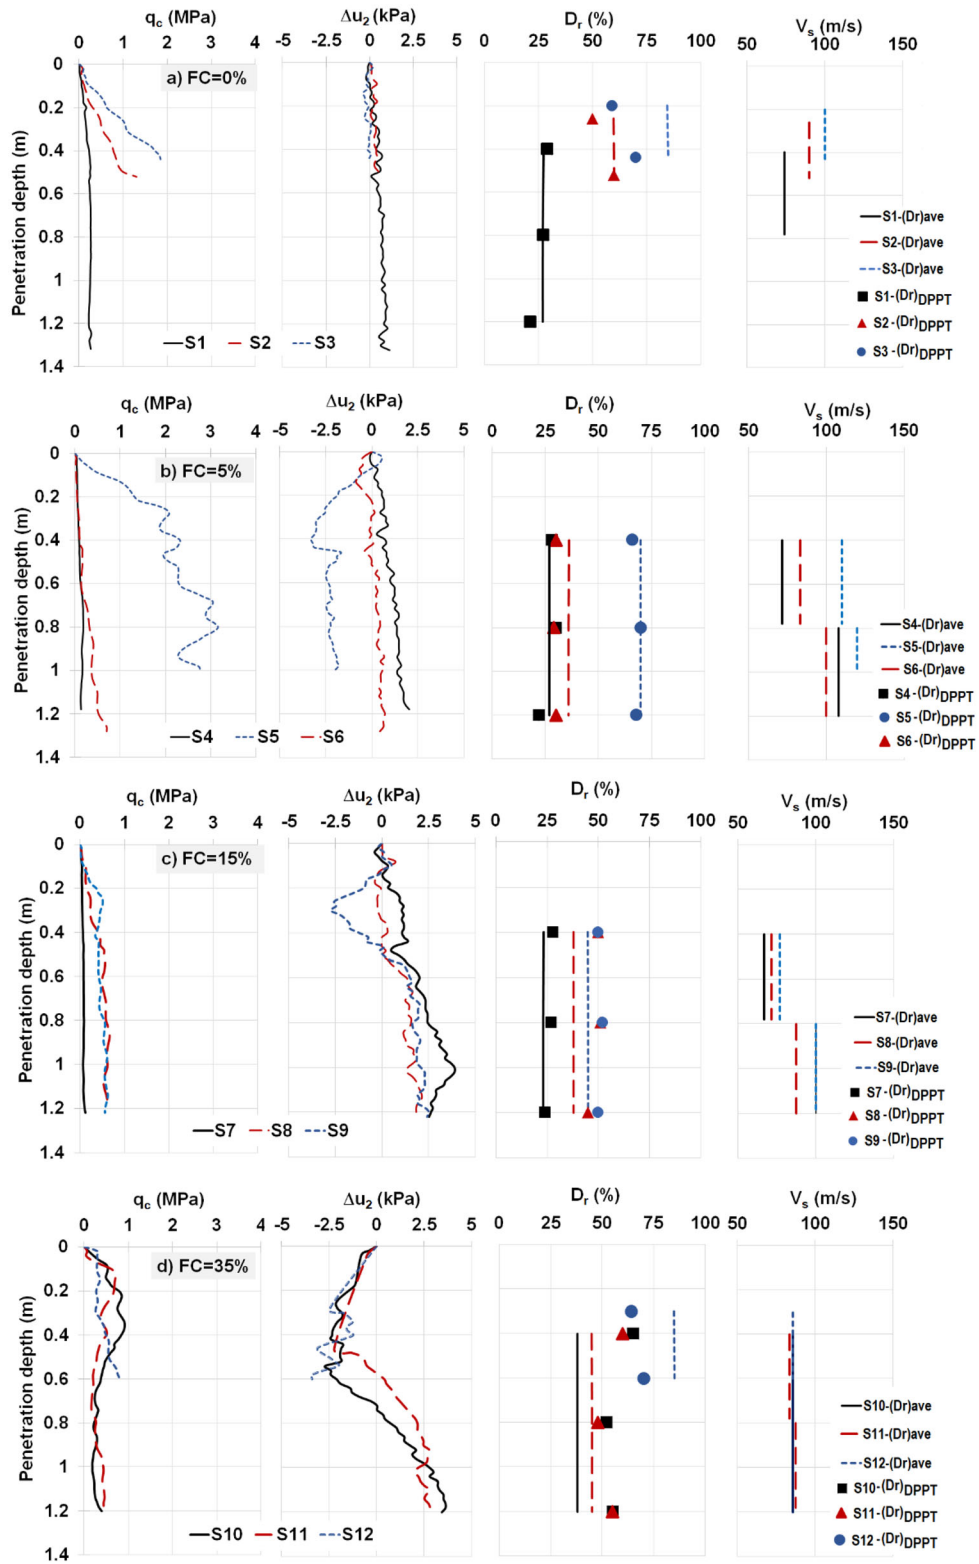 qc (MPa) Δu2 (kPa) Dr (%) Vs (m/s)
0 1 2 3 4 -5 -2.5 0 2.5 5 0 25 50 75 100 50 100 150
Penetration depth (m)
0
0.2
0.4
0.6
0.8
1
1.2
1.4
a) FC=0%
S1 S2 S3
S1-(Dr)ave
S2-(Dr)ave
S3-(Dr)ave
S1-(Dr)DPPT
S2-(Dr)DPPT
S3-(Dr)DPPT
qc (MPa) Δu2 (kPa) Dr (%) Vs (m/s)
0 1 2 3 4 -5 -2.5 0 2.5 5 0 25 50 75 100 50 100 150
Penetration depth (m)
0
0.2
0.4
0.6
0.8
1
1.2
1.4
b) FC=5%
S4 S5 S6
S4-(Dr)ave
S5-(Dr)ave
S6-(Dr)ave
S4-(Dr)DPPT
S5-(Dr)DPPT
S6-(Dr)DPPT
qc (MPa) Δu2 (kPa) Dr (%) Vs (m/s)
0 1 2 3 4 -5 -2.5 0 2.5 5 0 25 50 75 100 50 100 150
Penetration depth (m)
0
0.2
0.4
0.6
0.8
1
1.2
1.4
c) FC=15%
S7 S8 S9
S7-(Dr)ave
S8-(Dr)ave
S9-(Dr)ave
S7-(Dr)DPPT
S8-(Dr)DPPT
S9-(Dr)DPPT
qc (MPa) Δu2 (kPa) Dr (%) Vs (m/s)
0 1 2 3 4 -5 -2.5 0 2.5 5 0 25 50 75 100 50 100 150
Penetration depth (m)
0
0.2
0.4
0.6
0.8
1
1.2
1.4
d) FC=35%
S10 S11 S12
S10-(Dr)ave
S11-(Dr)ave
S12-(Dr)ave
S10-(Dr)DPPT
S11-(Dr)DPPT
S12-(Dr)DPPT